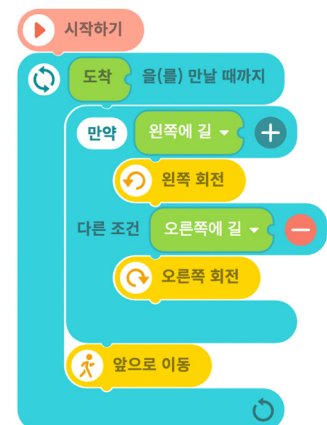 시작하기
도착 을(를) 만날 때까지
만약 왼쪽에 길
왼쪽 회전
다른 조건 오른쪽에 길
오른쪽 회전
앞으로 이동